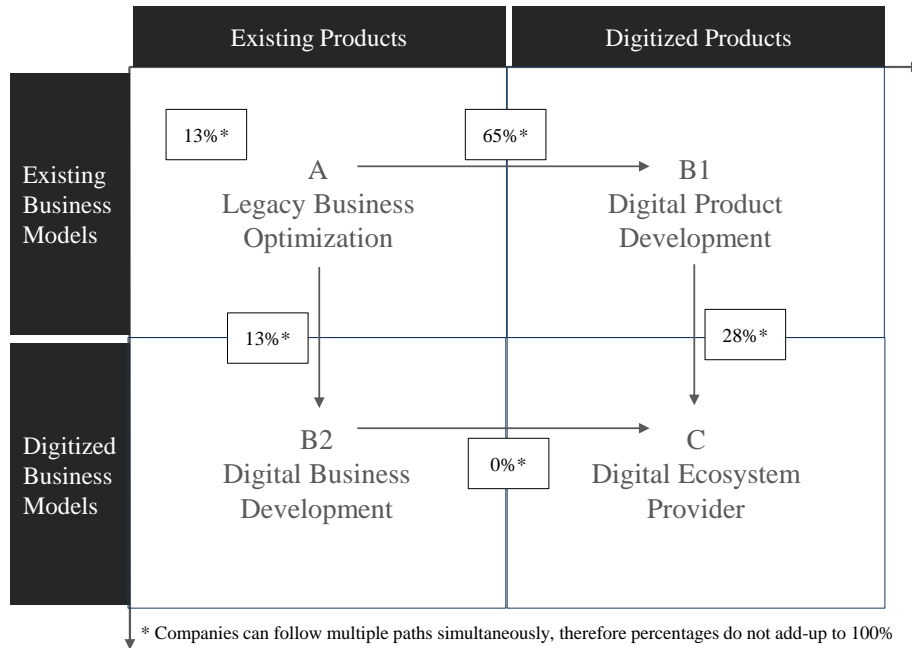 Existing Products
Digitized Products
Existing
Business
Models
13%*
65%*
A
Legacy Business
Optimization
B1
Digital Product
Development
13%*
28%*
Digitized
Business
Models
B2
Digital Business
Development
0%*
C
Digital Ecosystem
Provider
* Companies can follow multiple paths simultaneously, therefore percentages do not add-up to 100%